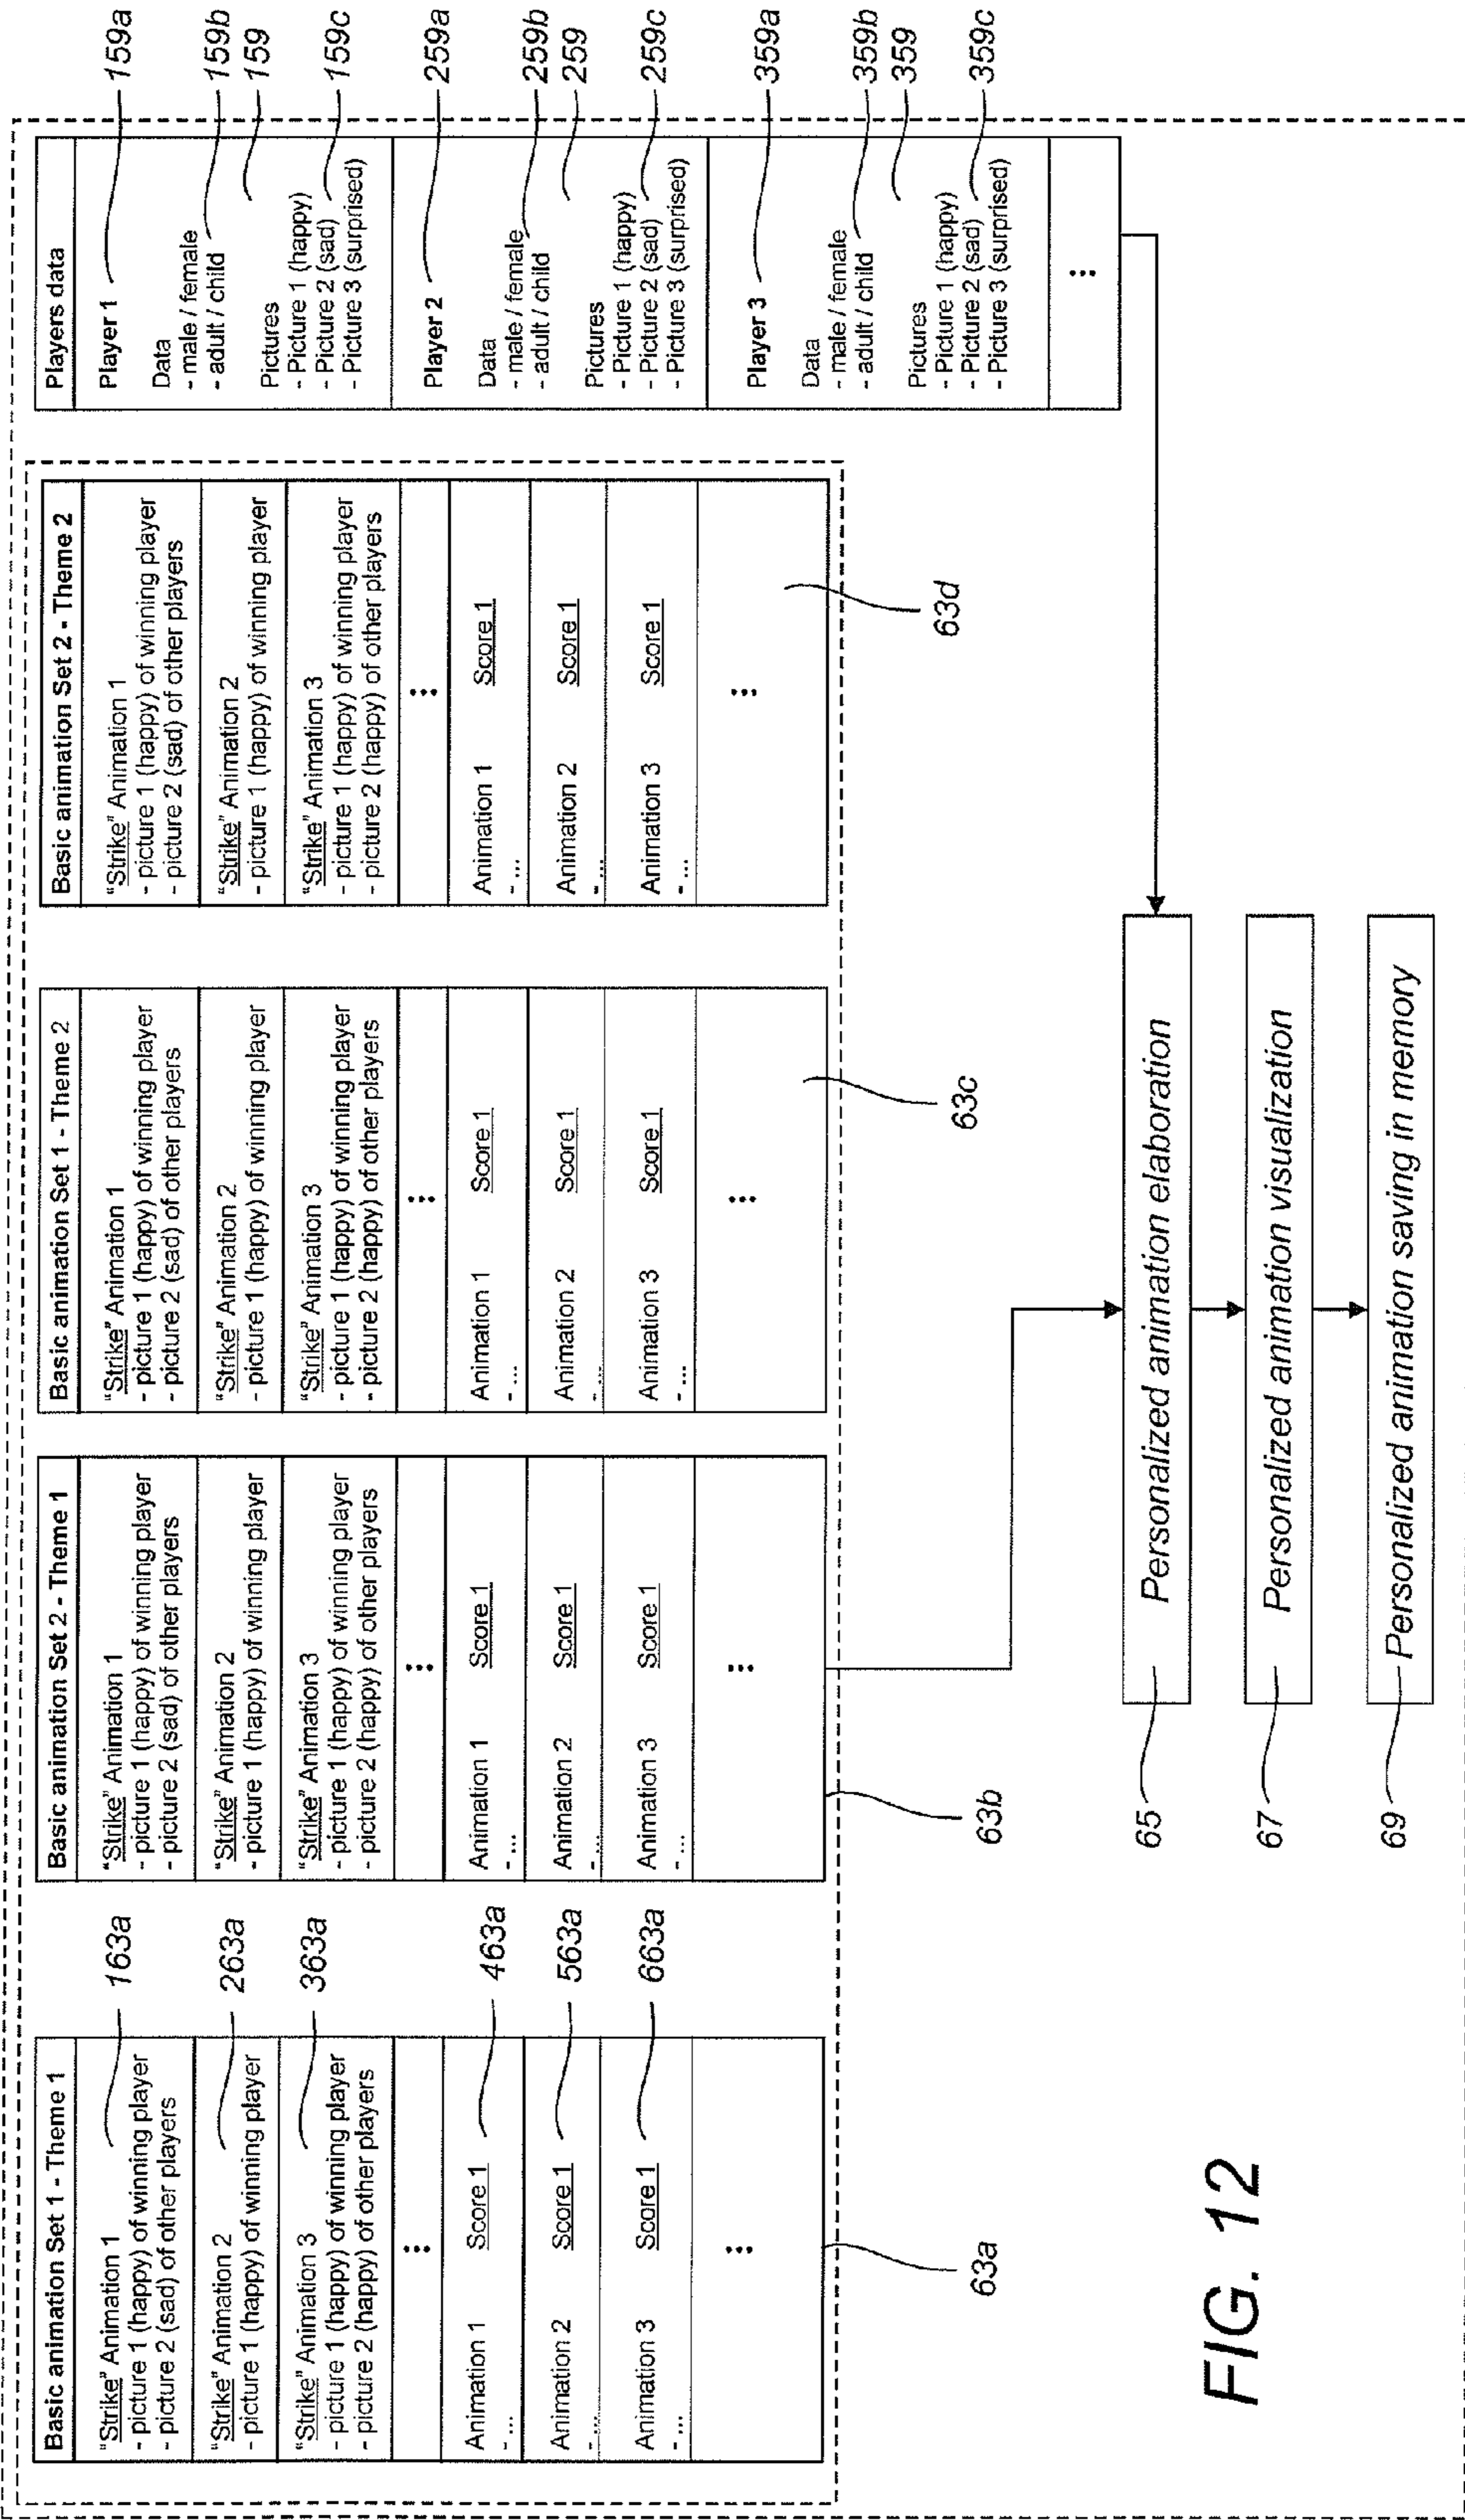 Basic animation Set 1 - Theme 1
"Strike" Animation 1
- picture 1 (happy) of winning player
- picture 2 (sad) of other players
"Strike" Animation 2
- picture 1 (happy) of winning player
"Strike" Animation 3
- picture 1 (happy) of winning player
- picture 2 (happy) of other players
⋮
Animation 1 Score 1
- ...
Animation 2 Score 1
- ...
Animation 3 Score 1
- ...
⋮
163a
263a
363a
463a
563a
663a
63a
Basic animation Set 2 - Theme 1
"Strike" Animation 1
- picture 1 (happy) of winning player
- picture 2 (sad) of other players
"Strike" Animation 2
- picture 1 (happy) of winning player
"Strike" Animation 3
- picture 1 (happy) of winning player
- picture 2 (happy) of other players
⋮
Animation 1 Score 1
- ...
Animation 2 Score 1
- ...
Animation 3 Score 1
- ...
⋮
63b
Basic animation Set 1 - Theme 2
"Strike" Animation 1
- picture 1 (happy) of winning player
- picture 2 (sad) of other players
"Strike" Animation 2
- picture 1 (happy) of winning player
"Strike" Animation 3
- picture 1 (happy) of winning player
- picture 2 (happy) of other players
⋮
Animation 1 Score 1
- ...
Animation 2 Score 1
- ...
Animation 3 Score 1
- ...
⋮
63c
Basic animation Set 2 - Theme 2
"Strike" Animation 1
- picture 1 (happy) of winning player
- picture 2 (sad) of other players
"Strike" Animation 2
- picture 1 (happy) of winning player
"Strike" Animation 3
- picture 1 (happy) of winning player
- picture 2 (happy) of other players
⋮
Animation 1 Score 1
- ...
Animation 2 Score 1
- ...
Animation 3 Score 1
- ...
⋮
63d
Players data
Player 1
Data
- male / female
- adult / child
Pictures
- Picture 1 (happy)
- Picture 2 (sad)
- Picture 3 (surprised)
Player 2
Data
- male / female
- adult / child
Pictures
- Picture 1 (happy)
- Picture 2 (sad)
- Picture 3 (surprised)
Player 3
Data
- male / female
- adult / child
Pictures
- Picture 1 (happy)
- Picture 2 (sad)
- Picture 3 (surprised)
⋮
159a
159b
159
159c
259a
259b
259
259c
359a
359b
359
359c
65 Personalized animation elaboration
67 Personalized animation visualization
69 Personalized animation saving in memory
FIG. 12